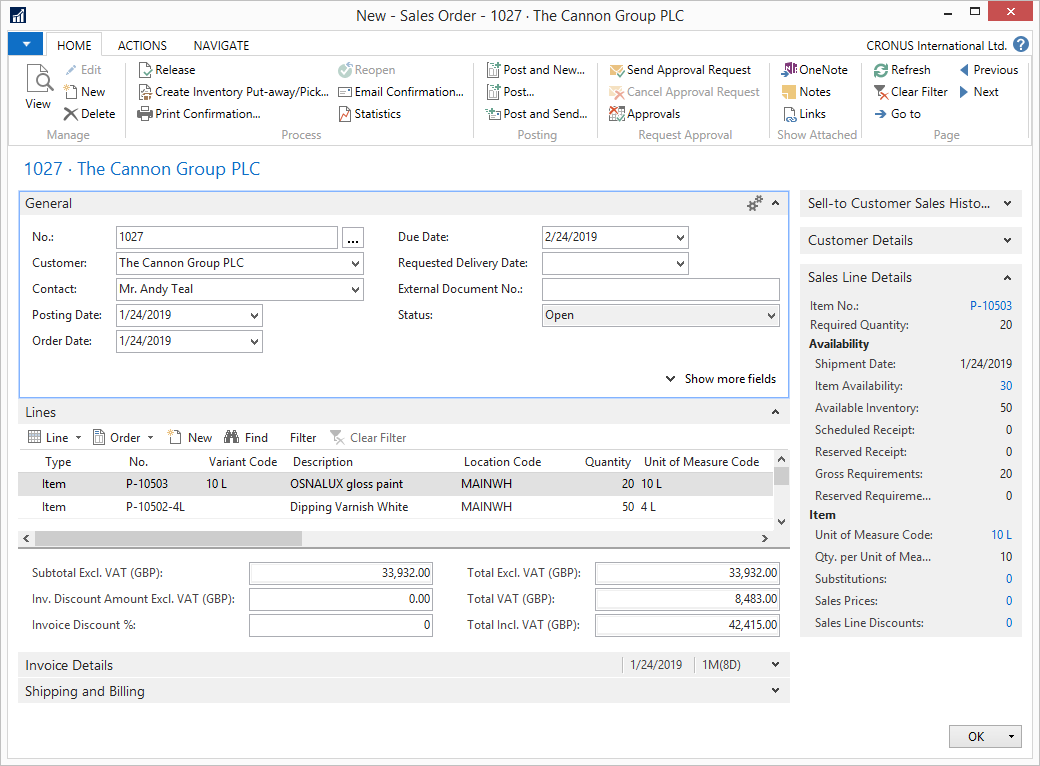 New - Sales Order - 1027 · The Cannon Group PLC
HOME ACTIONS NAVIGATE CRONUS International Ltd. ?
View
Edit
New
Delete
Manage
Release
Create Inventory Put-away/Pick...
Print Confirmation...
Reopen
Email Confirmation...
Statistics
Process
Post and New...
Post...
Post and Send...
Posting
Send Approval Request
Cancel Approval Request
Approvals
Request Approval
OneNote
Notes
Links
Show Attached
Refresh
Clear Filter
Go to
Previous
Next
Page
1027 · The Cannon Group PLC
General
No.: 1027 ...
Customer: The Cannon Group PLC
Contact: Mr. Andy Teal
Posting Date: 1/24/2019
Order Date: 1/24/2019
Due Date: 2/24/2019
Requested Delivery Date:
External Document No.:
Status: Open
Show more fields
Lines
Line Order New Find Filter Clear Filter
Type No. Variant Code Description Location Code Quantity Unit of Measure Code
Item P-10503 10 L OSNALUX gloss paint MAINWH 20 10 L
Item P-10502-4L Dipping Varnish White MAINWH 50 4 L
Subtotal Excl. VAT (GBP): 33,932.00
Inv. Discount Amount Excl. VAT (GBP): 0.00
Invoice Discount %: 0
Total Excl. VAT (GBP): 33,932.00
Total VAT (GBP): 8,483.00
Total Incl. VAT (GBP): 42,415.00
Invoice Details 1/24/2019 1M(8D)
Shipping and Billing
Sell-to Customer Sales Histo...
Customer Details
Sales Line Details
Item No.: P-10503
Required Quantity: 20
Availability
Shipment Date: 1/24/2019
Item Availability: 30
Available Inventory: 50
Scheduled Receipt: 0
Reserved Receipt: 0
Gross Requirements: 20
Reserved Requireme... 0
Item
Unit of Measure Code: 10 L
Qty. per Unit of Mea... 10
Substitutions: 0
Sales Prices: 0
Sales Line Discounts: 0
OK